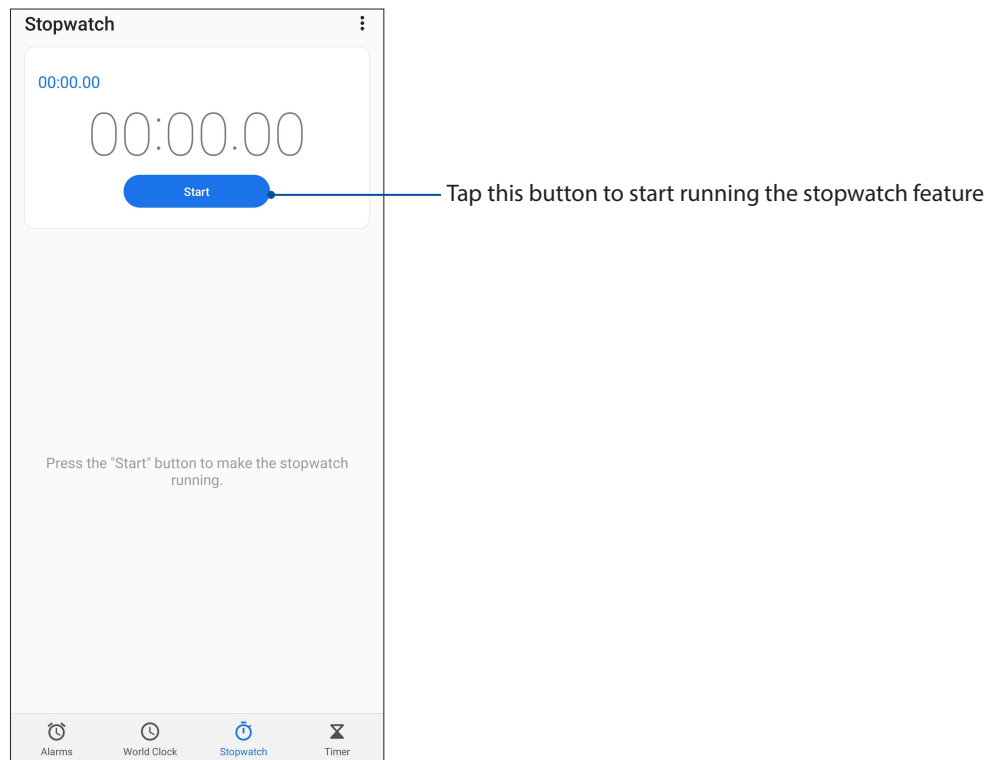 Stopwatch
00:00.00
00:00.00
Start
Tap this button to start running the stopwatch feature
Press the "Start" button to make the stopwatch
running.
Alarms
World Clock
Stopwatch
Timer